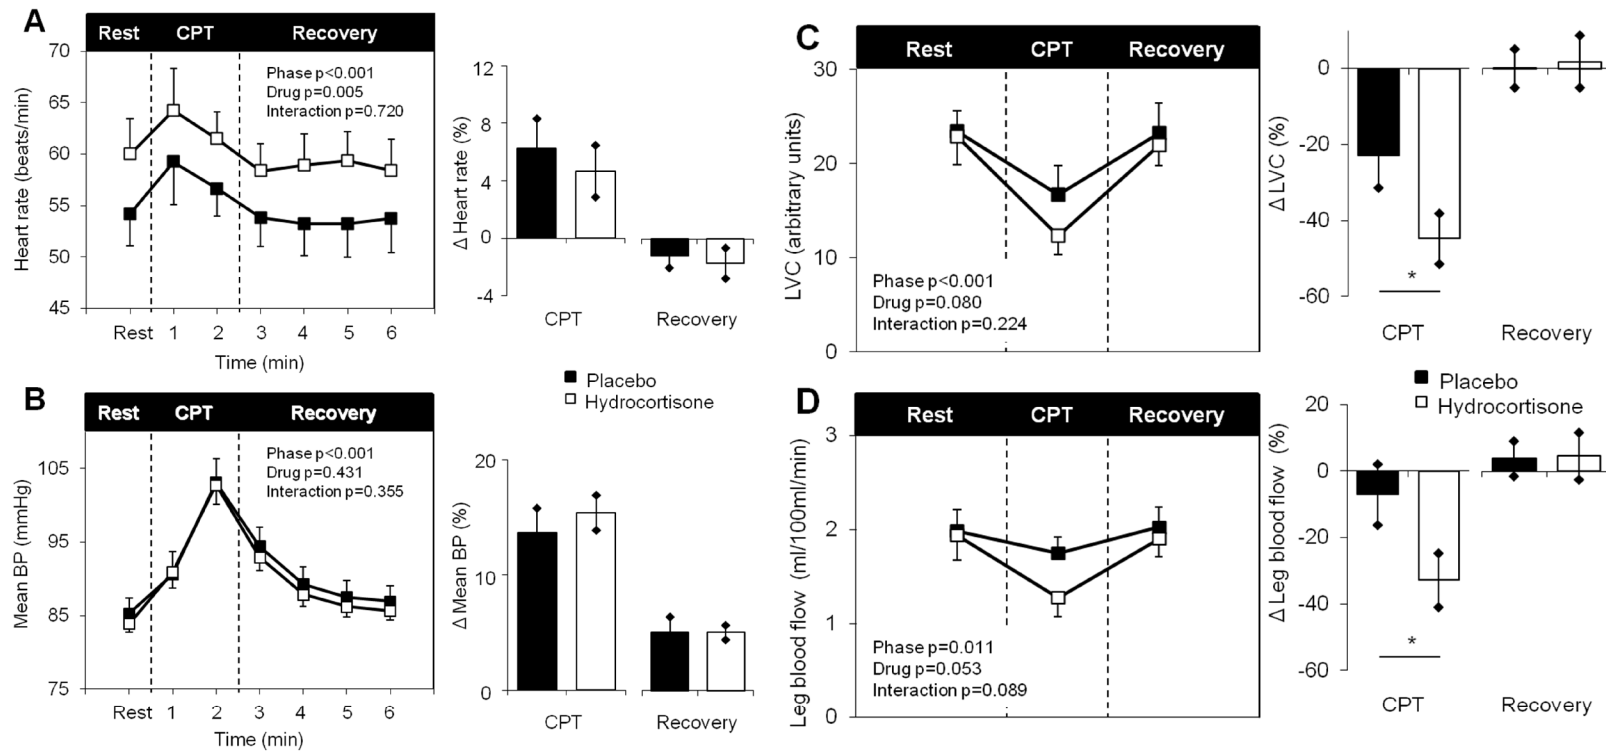 A
Rest CPT Recovery
70
65
60
55
50
45
Heart rate (beats/min)
Phase p<0.001
Drug p=0.005
Interaction p=0.720
Rest 1 2 3 4 5 6
Time (min)
12
8
4
0
-4
Δ Heart rate (%)
CPT Recovery
B
Rest CPT Recovery
105
95
85
75
Mean BP (mmHg)
Phase p<0.001
Drug p=0.431
Interaction p=0.355
Rest 1 2 3 4 5 6
Time (min)
Placebo
Hydrocortisone
20
10
0
Δ Mean BP (%)
CPT Recovery
C
Rest CPT Recovery
30
20
10
0
LVC (arbitrary units)
Phase p<0.001
Drug p=0.080
Interaction p=0.224
0
-20
-40
-60
Δ LVC (%)
*
CPT Recovery
D
Rest CPT Recovery
3
2
1
0
Leg blood flow (ml/100ml/min)
Phase p=0.011
Drug p=0.053
Interaction p=0.089
Placebo
Hydrocortisone
20
0
-20
-40
-60
Δ Leg blood flow (%)
*
CPT Recovery